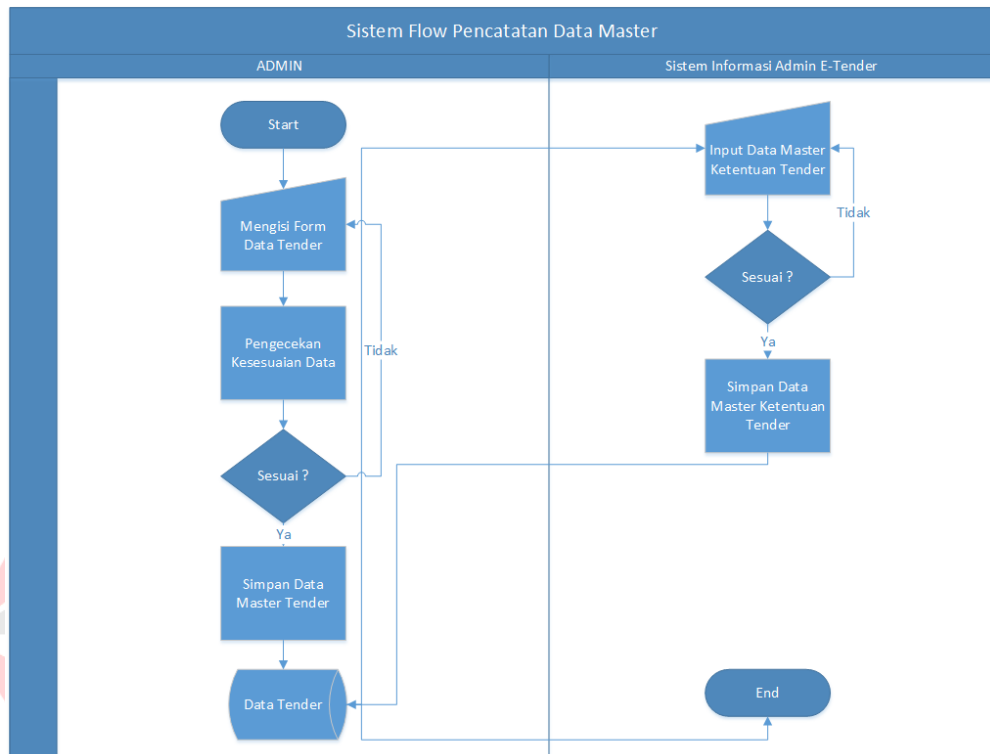 Sistem Flow Pencatatan Data Master
ADMIN
Sistem Informasi Admin E-Tender
Start
Mengisi Form
Data Tender
Pengecekan
Kesesuaian Data
Tidak
Sesuai ?
Ya
Simpan Data
Master Tender
Data Tender
Input Data Master
Ketentuan Tender
Tidak
Sesuai ?
Ya
Simpan Data
Master Ketentuan
Tender
End